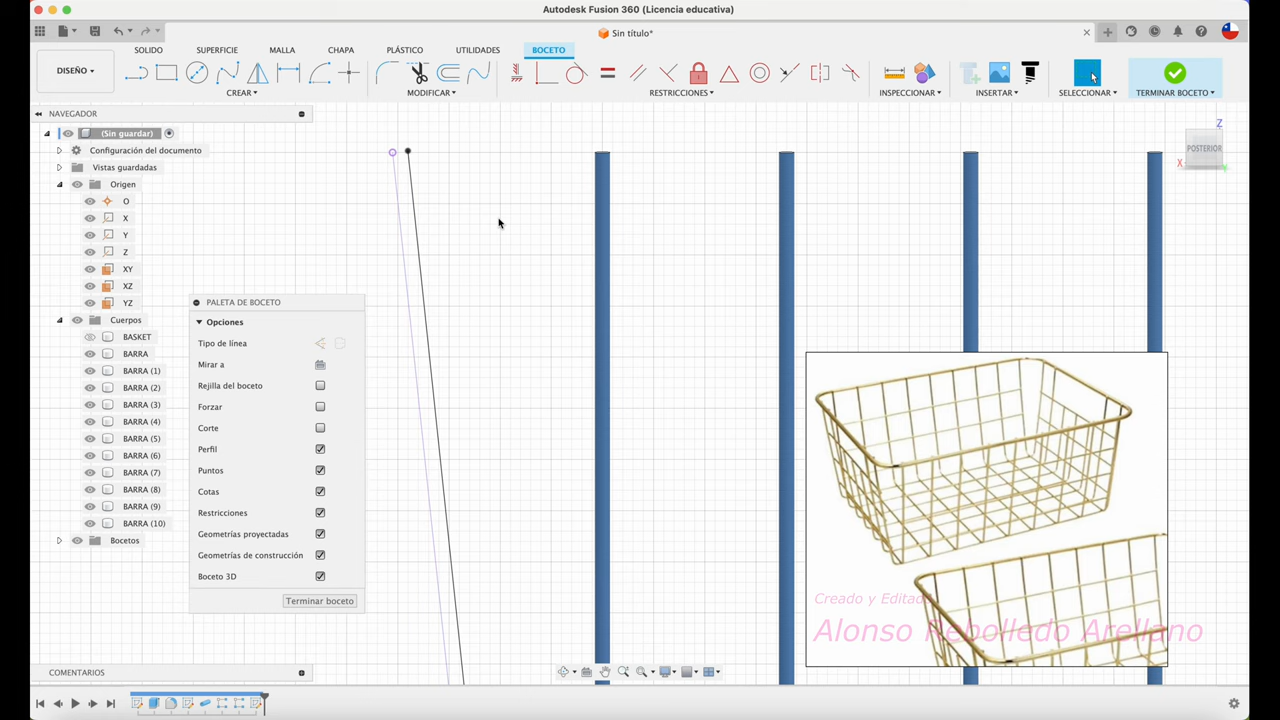 Autodesk Fusion 360 (Licencia educativa)
Sin título*
DISEÑO
SOLIDO
SUPERFICIE
MALLA
CHAPA
PLÁSTICO
UTILIDADES
BOCETO
CREAR
MODIFICAR
RESTRICCIONES
INSPECCIONAR
INSERTAR
SELECCIONAR
TERMINAR BOCETO
NAVEGADOR
(Sin guardar)
Configuración del documento
Vistas guardadas
Origen
O
X
Y
Z
XY
XZ
YZ
Cuerpos
BASKET
BARRA
BARRA (1)
BARRA (2)
BARRA (3)
BARRA (4)
BARRA (5)
BARRA (6)
BARRA (7)
BARRA (8)
BARRA (9)
BARRA (10)
Bocetos
PALETA DE BOCETO
Opciones
Tipo de línea
Mirar a
Rejilla del boceto
Forzar
Corte
Perfil
Puntos
Cotas
Restricciones
Geometrías proyectadas
Geometrías de construcción
Boceto 3D
Terminar boceto
Z
POSTERIOR
X
Y
Creado y Editad
Alonso Rebolledo Arellano
COMENTARIOS